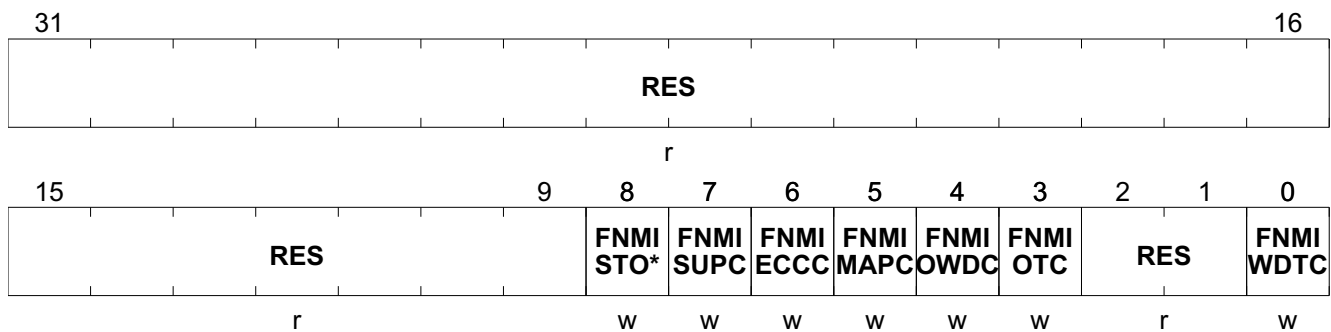 31 16
RES
r
15 9 8 7 6 5 4 3 2 1 0
RES FNMI STO* FNMI SUPC FNMI ECCC FNMI MAPC FNMI OWDC FNMI OTC RES FNMI WDTC
r w w w w w w r w